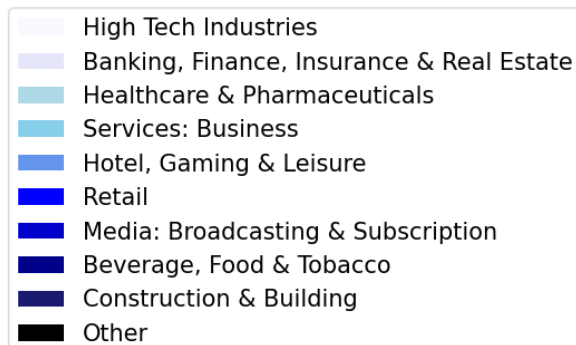 High Tech Industries
Banking, Finance, Insurance & Real Estate
Healthcare & Pharmaceuticals
Services: Business
Hotel, Gaming & Leisure
Retail
Media: Broadcasting & Subscription
Beverage, Food & Tobacco
Construction & Building
Other